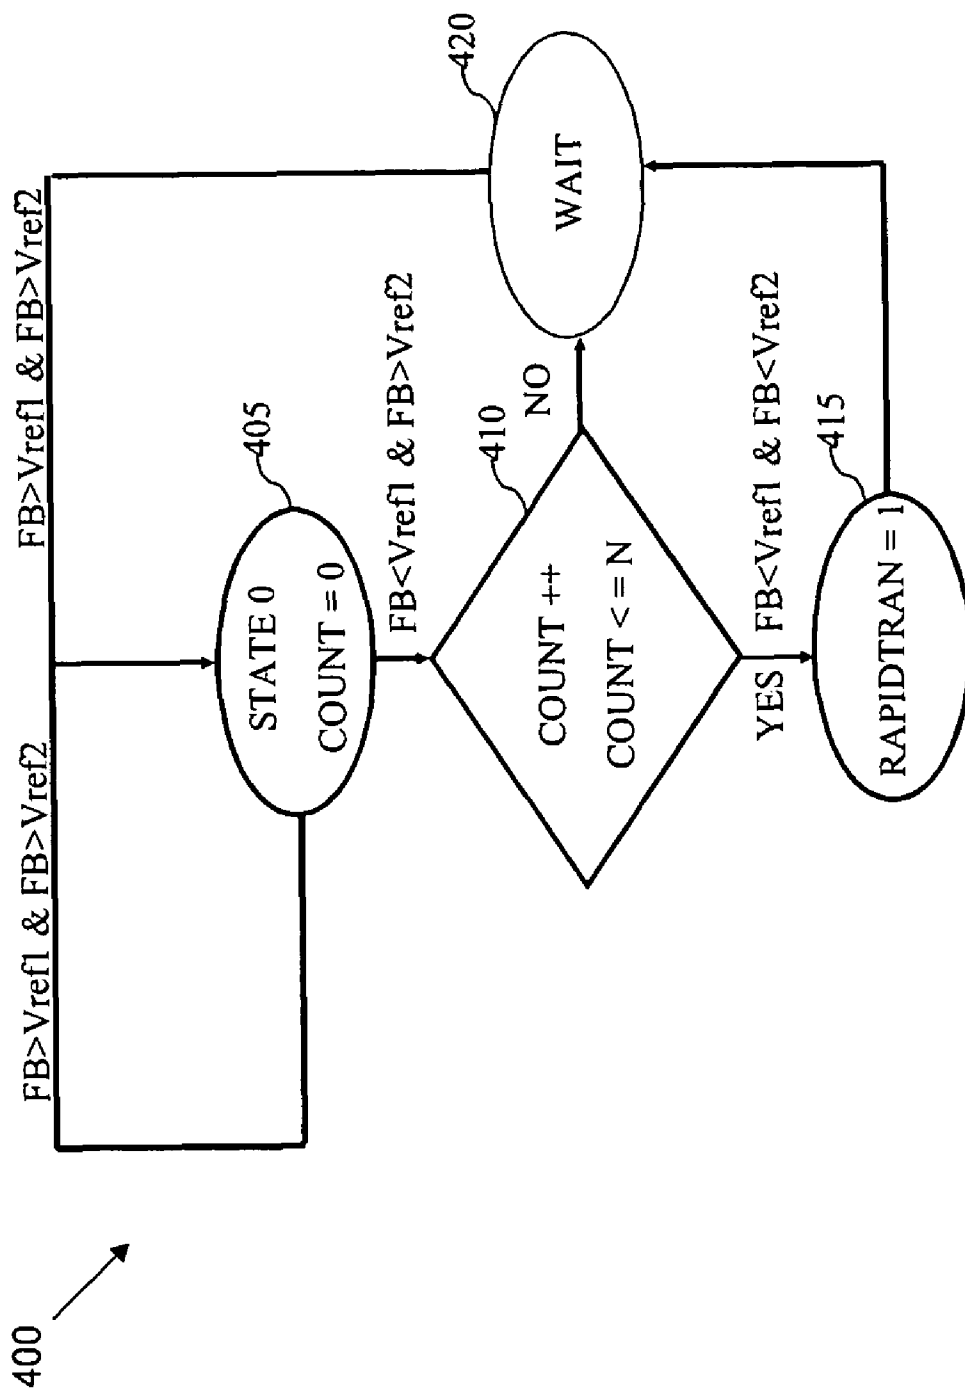 400
FB>Vref1 & FB>Vref2
FB>Vref1 & FB>Vref2
405
STATE 0
COUNT = 0
FB<Vref1 & FB>Vref2
410
COUNT ++
COUNT <= N
NO
420
WAIT
YES
FB<Vref1 & FB<Vref2
415
RAPIDTRAN = 1